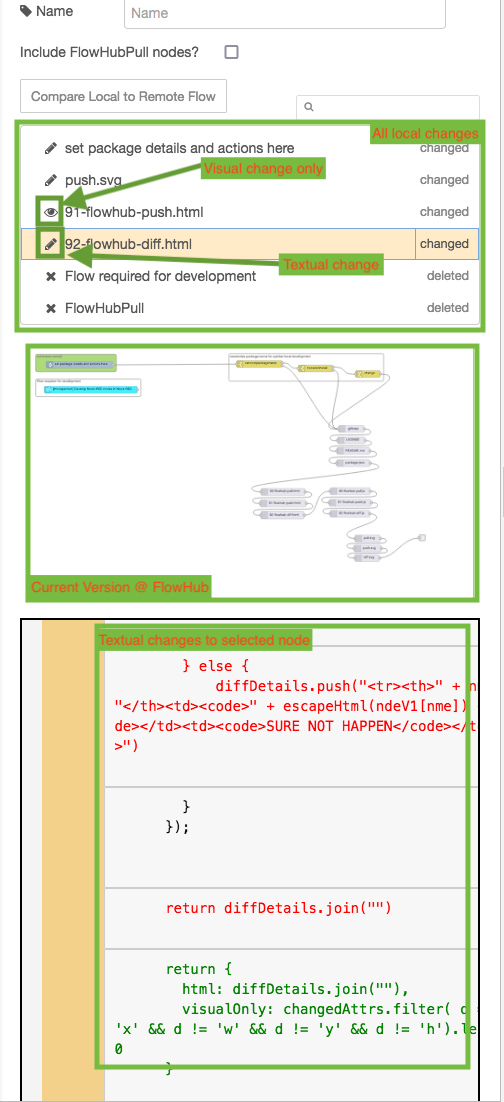 Name
Name
Include FlowHubPull nodes?
Compare Local to Remote Flow
All local changes
set package details and actions here changed
Visual change only
push.svg changed
91-flowhub-push.html changed
92-flowhub-diff.html changed
Textual change
Flow required for development deleted
FlowHubPull deleted
change
Current Version @ FlowHub
Textual changes to selected node
} else {
diffDetails.push("<tr><th>" +
"</th><td><code>" + escapeHtml(ndeV1[nme])
de></td><td><code>SURE NOT HAPPEN</code></t
>")
}
});
return diffDetails.join("")
return {
html: diffDetails.join(""),
visualOnly: changedAttrs.filter( d
'x' && d != 'w' && d != 'y' && d != 'h').le
0
}